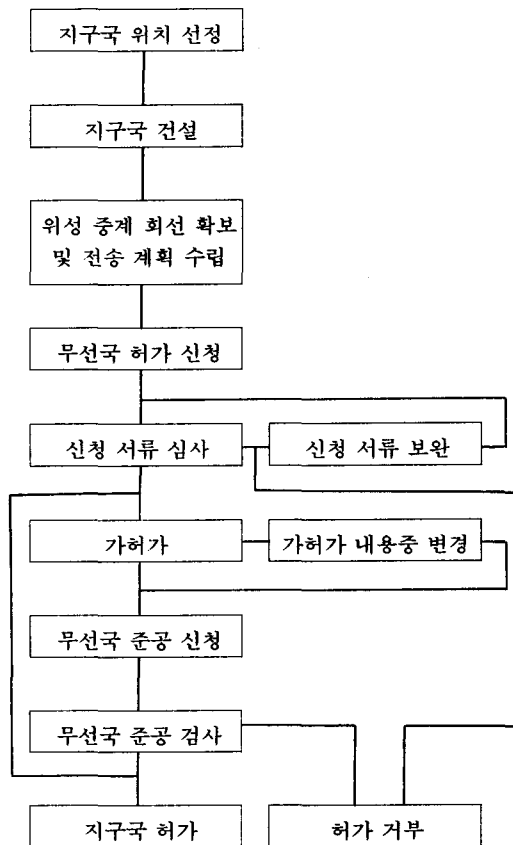 지구국 위치 선정
지구국 건설
위성 중계 회선 확보
및 전송 계획 수립
무선국 허가 신청
신청 서류 심사
신청 서류 보완
가허가
가허가 내용중 변경
무선국 준공 신청
무선국 준공 검사
지구국 허가
허가 거부